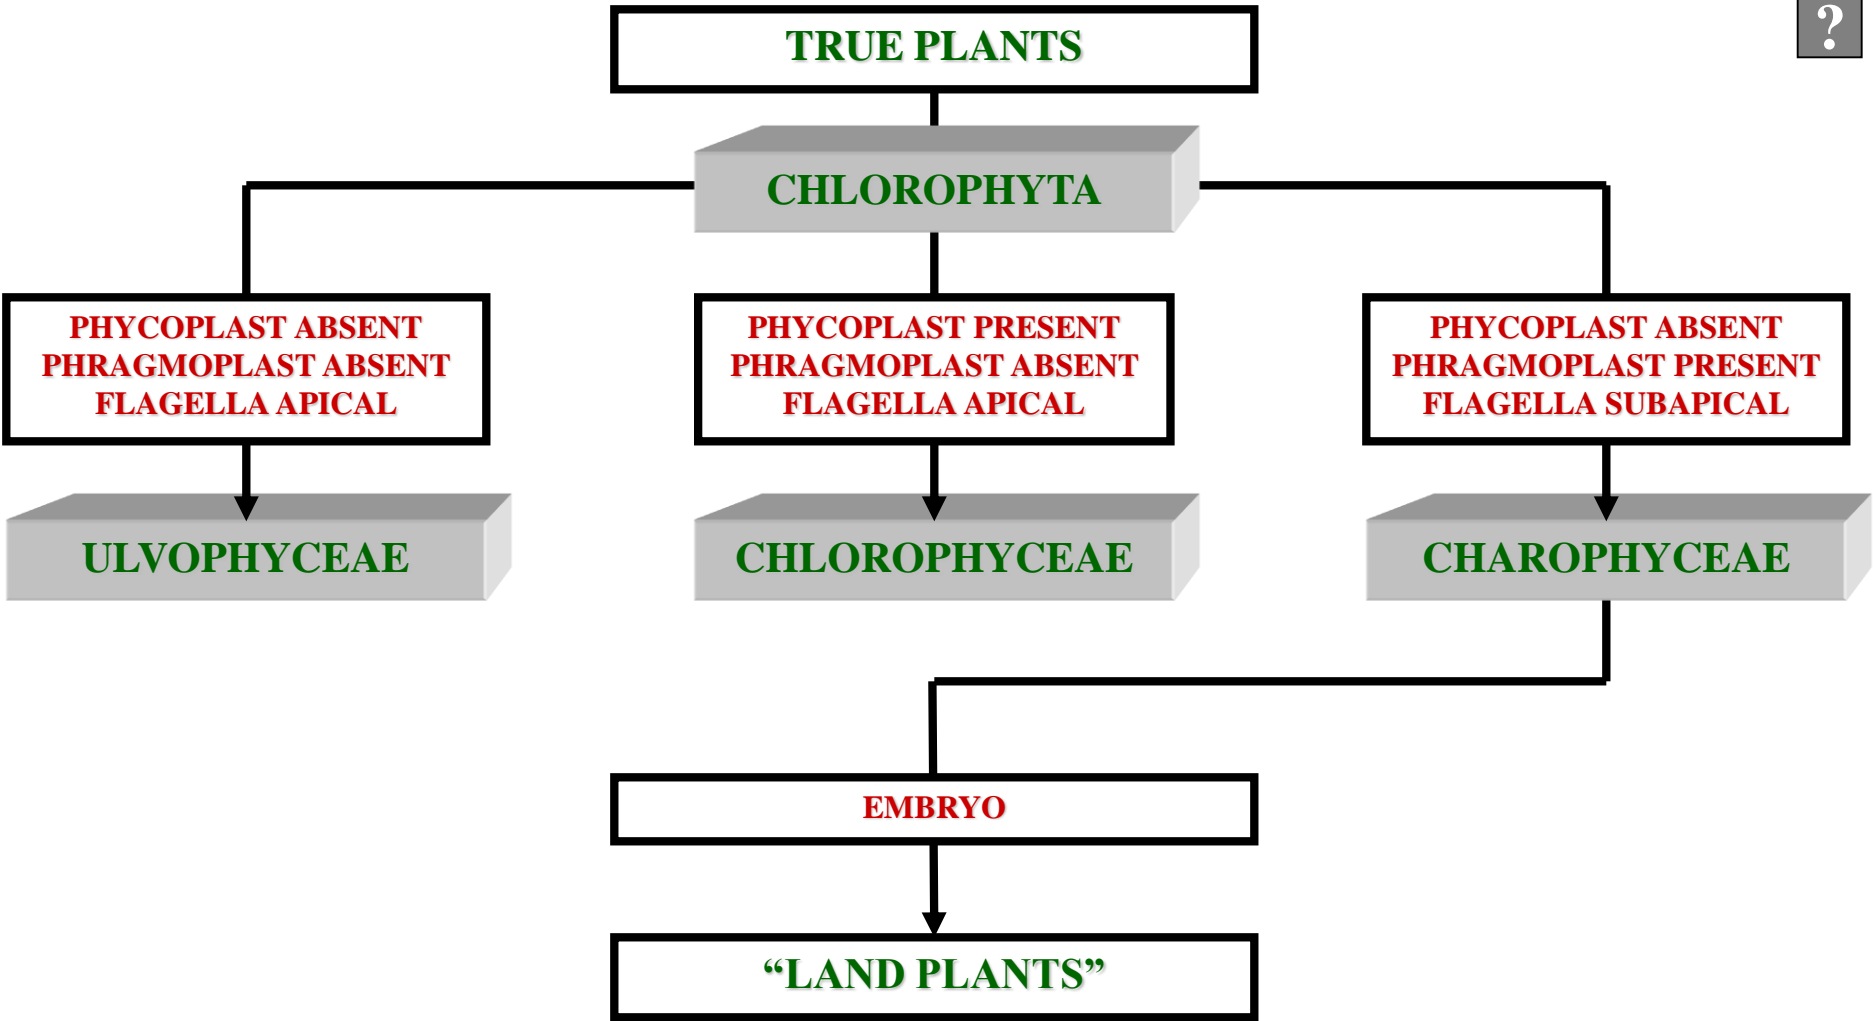 ?
TRUE PLANTS
CHLOROPHYTA
PHYCOPLAST ABSENT
PHRAGMOPLAST ABSENT
FLAGELLA APICAL
PHYCOPLAST PRESENT
PHRAGMOPLAST ABSENT
FLAGELLA APICAL
PHYCOPLAST ABSENT
PHRAGMOPLAST PRESENT
FLAGELLA SUBAPICAL
ULVOPHYCEAE
CHLOROPHYCEAE
CHAROPHYCEAE
EMBRYO
“LAND PLANTS”